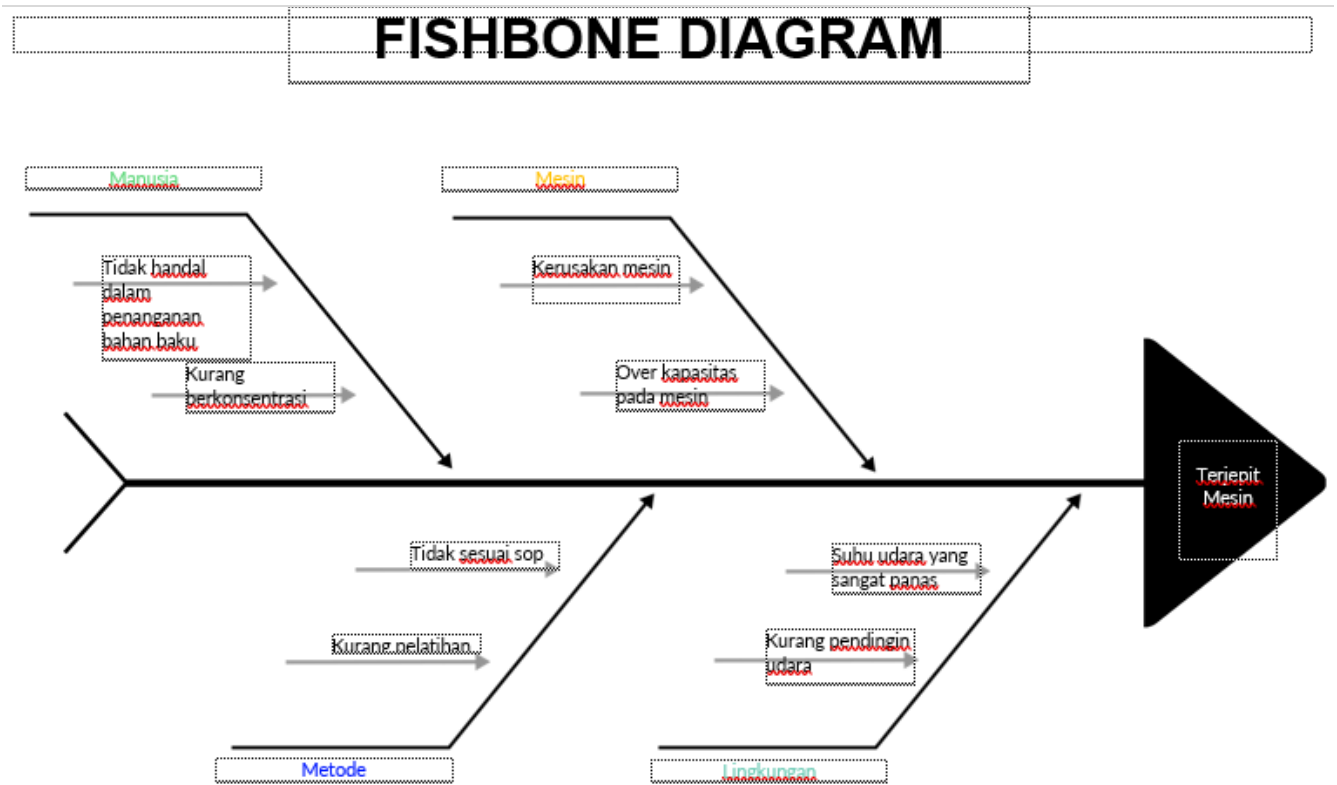 FISHBONE DIAGRAM
Manusia
Mesin
Tidak handal
dalam
penanganan
bahan baku
Kurang
berkonsentrasi
Kerusakan mesin
Over kapasitas
pada mesin
Terjepit
Mesin
Tidak sesuai sop
Kurang pelatihan
Suhu udara yang
sangat panas
Kurang pendingin
udara
Metode
Lingkungan